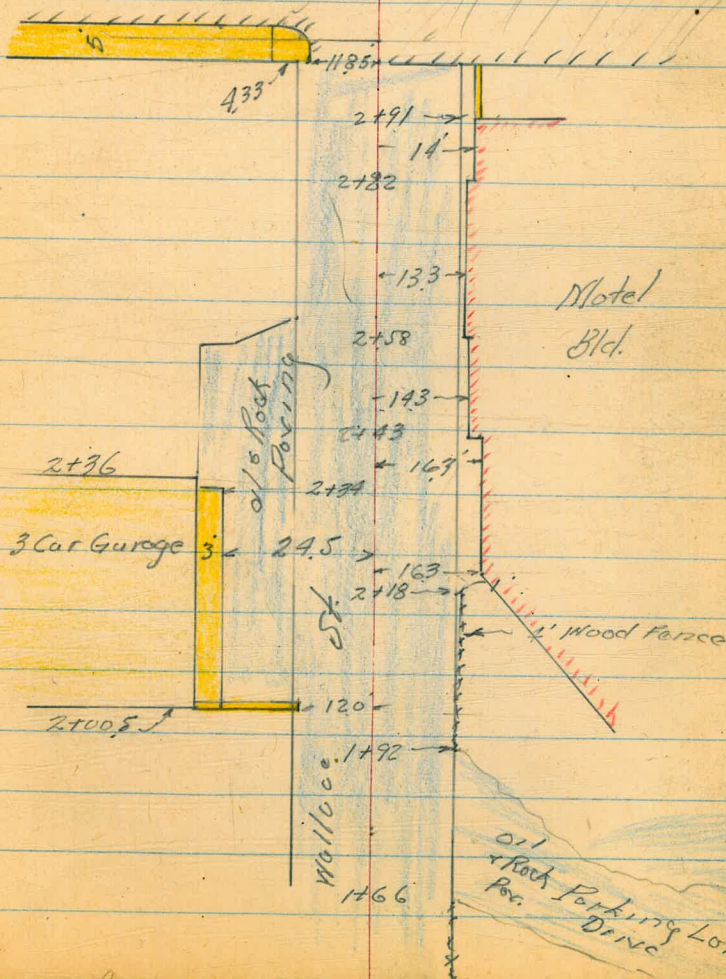 5
11.85
4.33
2+91
14'
2+82
13.3
Motel
Bld.
2+58
14.3
oil & Rock
Paving
2+43
16.3'
2+36
2+34
3 Car Garage
3
24.5
16.3
2+18
1' Wood Fence
12.0'
2+00.5
1+92
Wallace St.
1+66
oil
& Rock Parking Lot
Pav. Drive